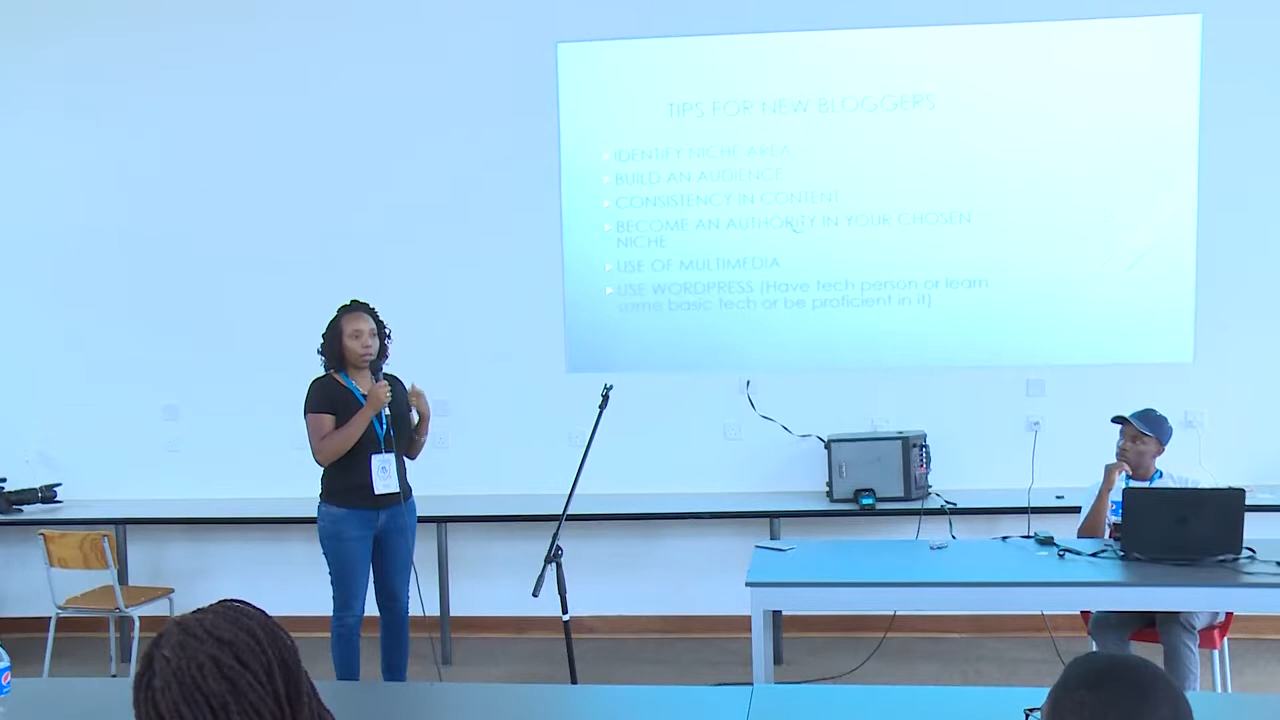 TIPS FOR NEW BLOGGERS
IDENTIFY NICHE AREA
BUILD AN AUDIENCE
CONSISTENCY IN CONTENT
BECOME AN AUTHORITY IN YOUR CHOSEN
NICHE
USE OF MULTIMEDIA
USE WORDPRESS (Have tech person or learn
some basic tech or be proficient in it)